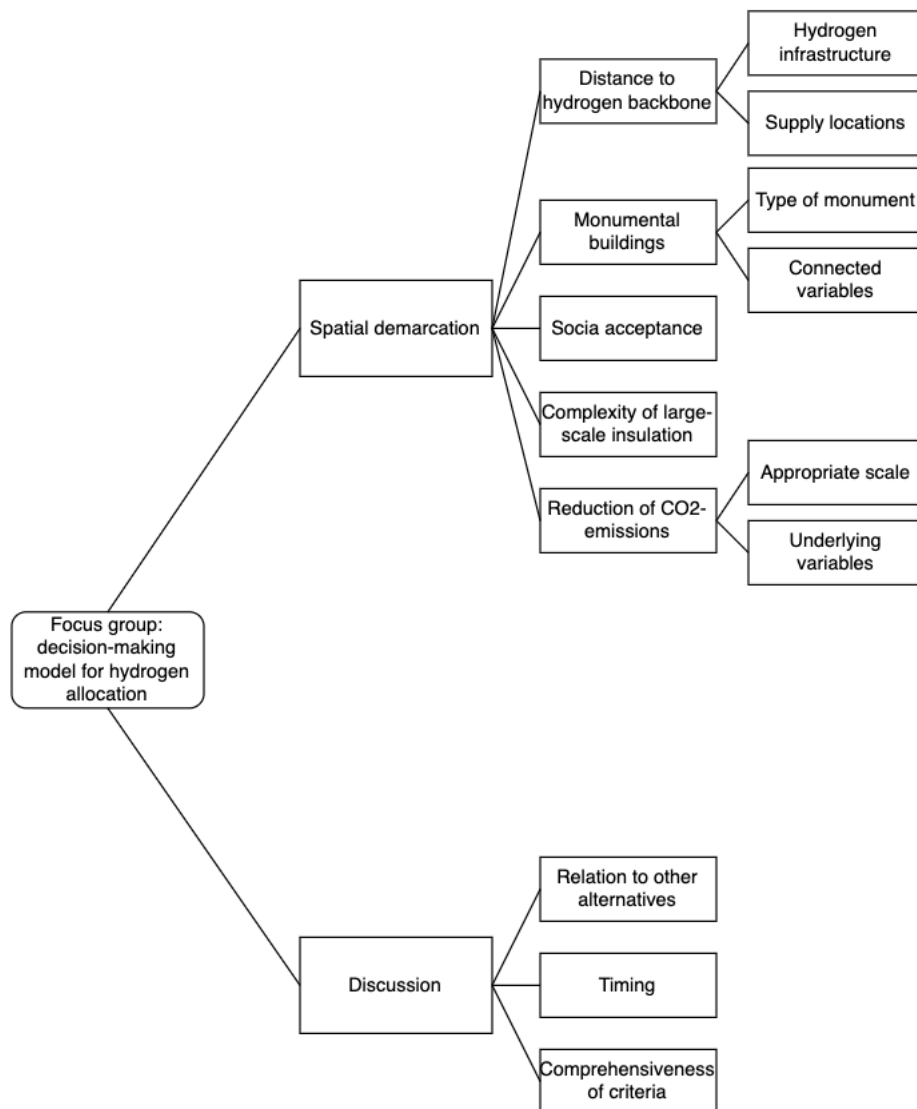 Hydrogen
infrastructure
Distance to
hydrogen backbone
Supply locations
Type of monument
Monumental
buildings
Connected
variables
Spatial demarcation
Socia acceptance
Complexity of large-
scale insulation
Appropriate scale
Reduction of CO2-
emissions
Underlying
variables
Focus group:
decision-making
model for hydrogen
allocation
Relation to other
alternatives
Discussion
Timing
Comprehensiveness
of criteria